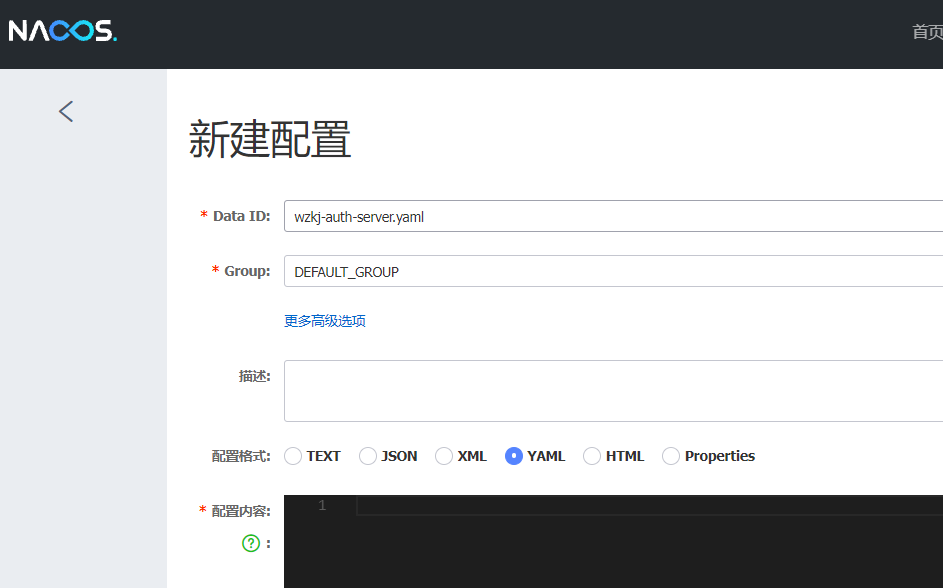 NACOS.
首页
新建配置
* Data ID: wzkj-auth-server.yaml
* Group: DEFAULT_GROUP
更多高级选项
描述:
配置格式: TEXT JSON XML YAML HTML Properties
* 配置内容: 1
? :